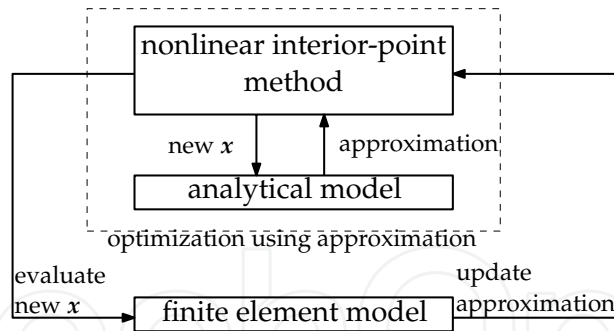 nonlinear interior-point
method
new x
approximation
analytical model
optimization using approximation
evaluate
new x
finite element model
update
approximation